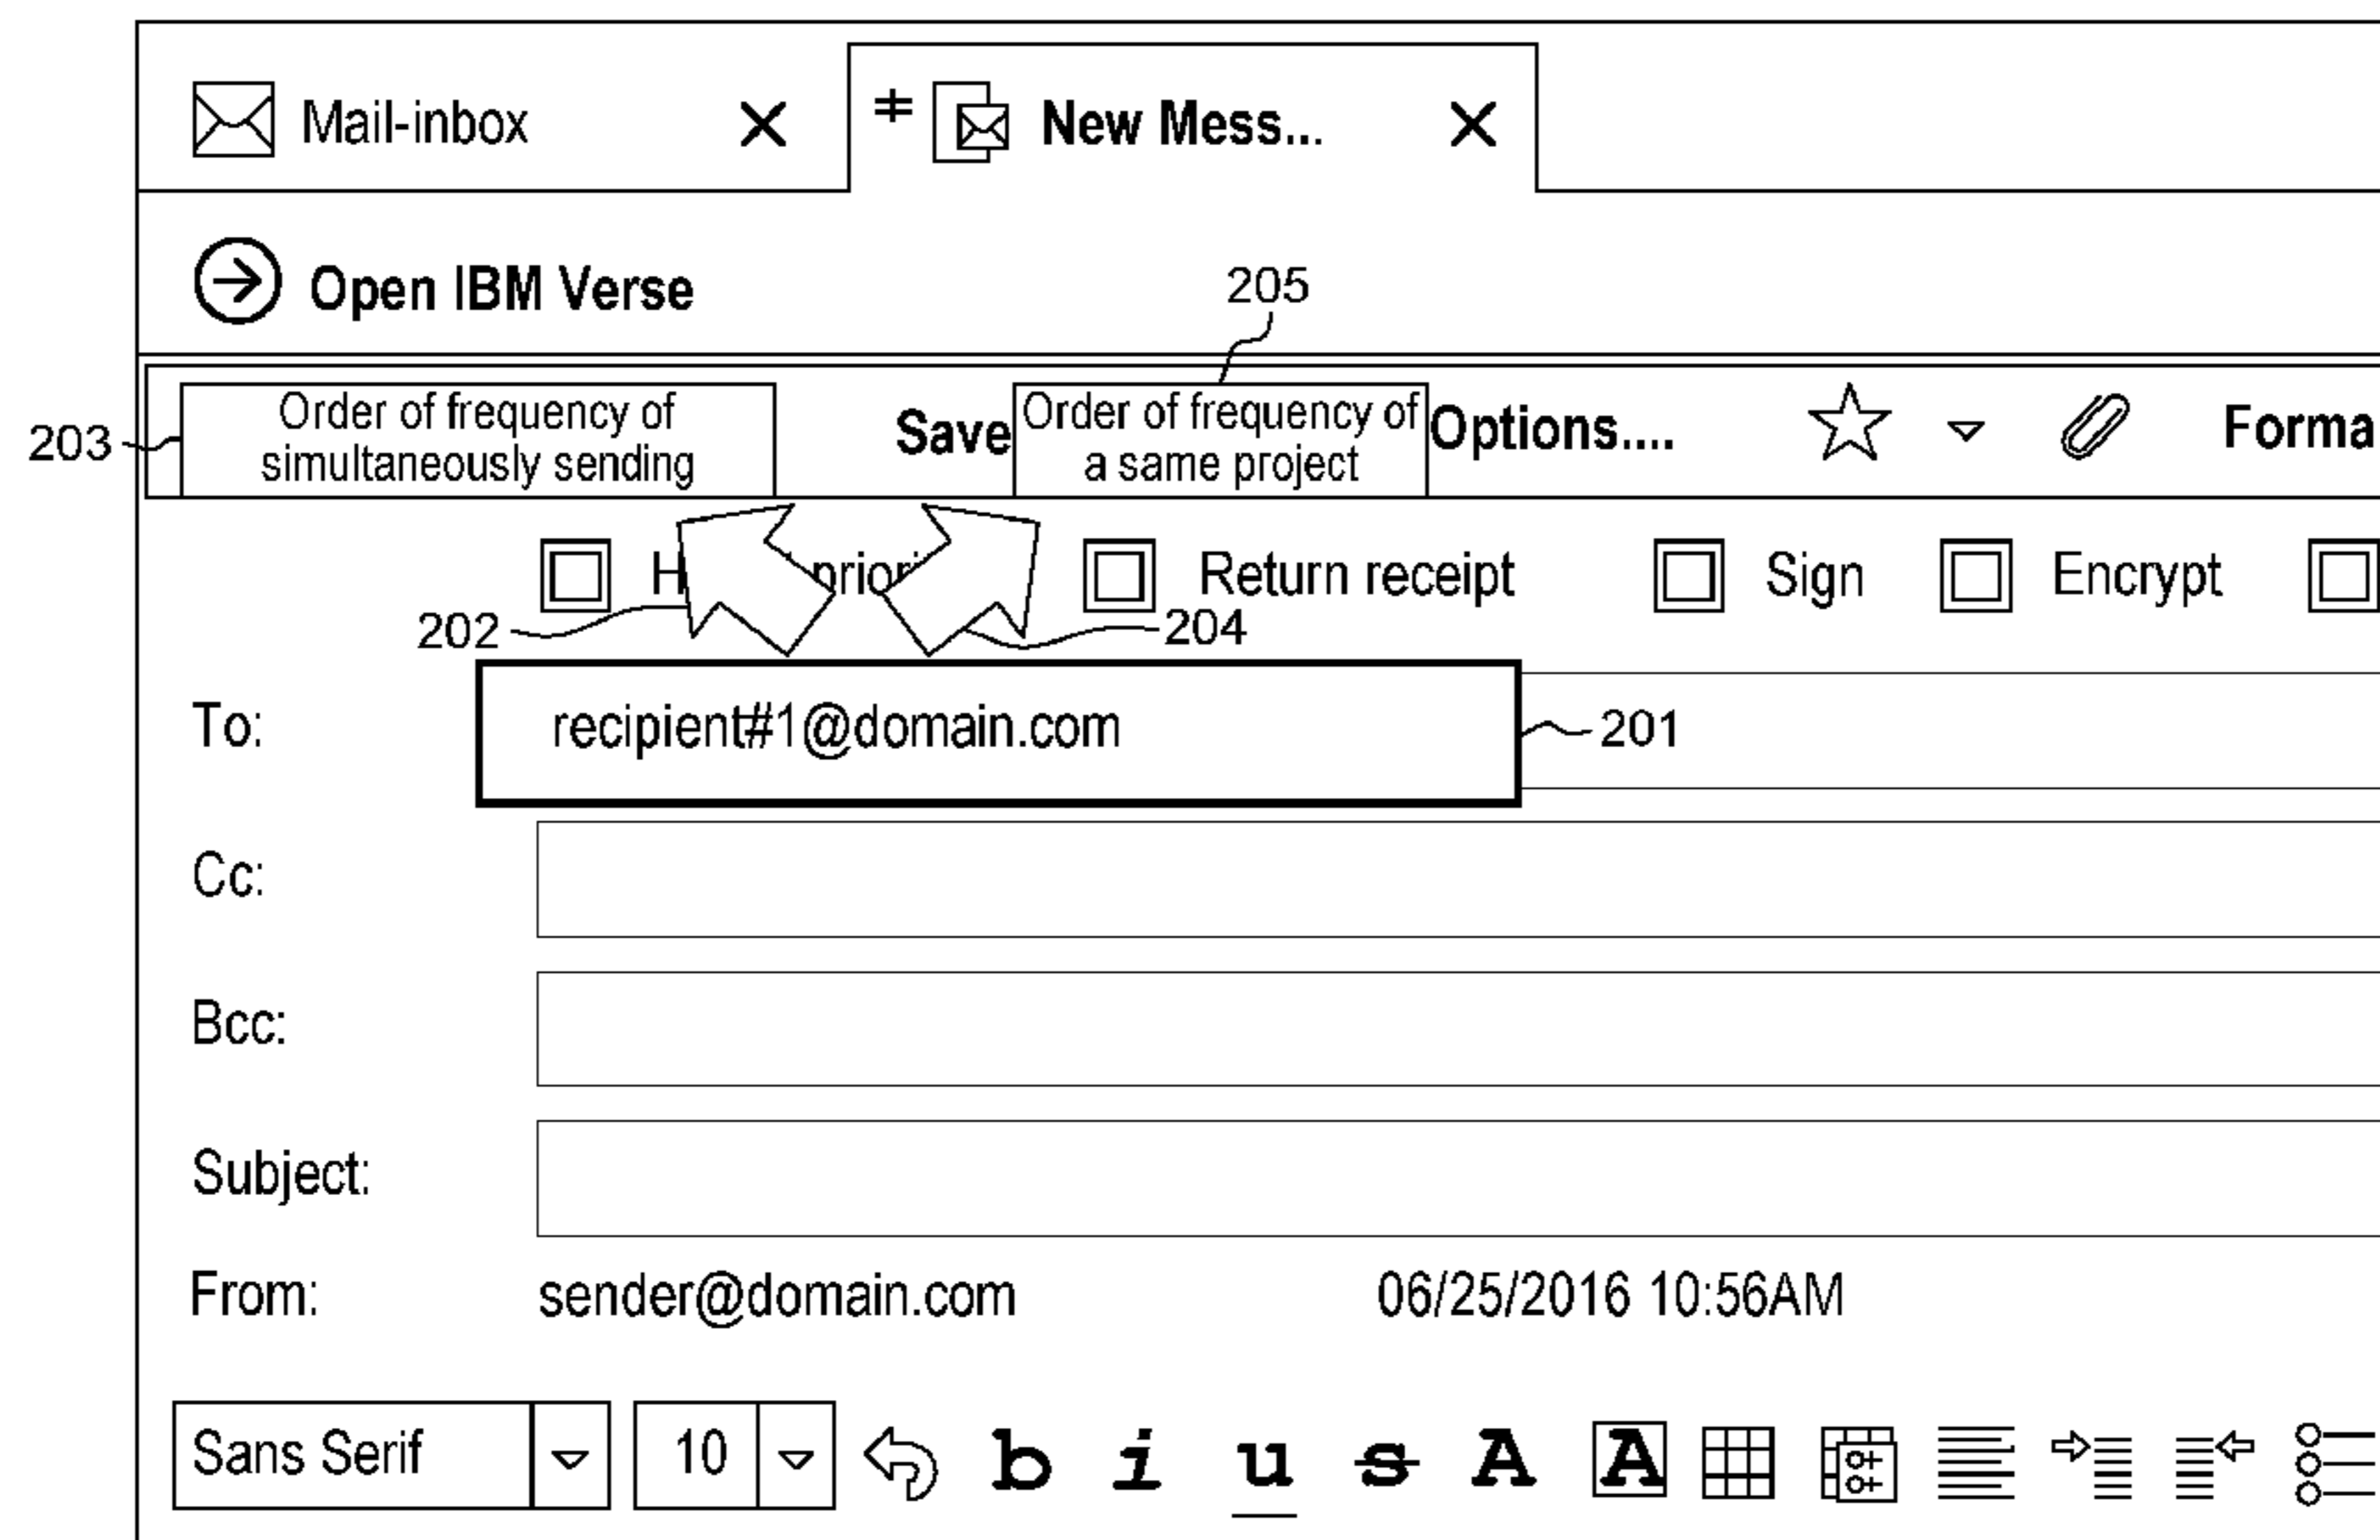 Mail-inbox
New Mess...
Open IBM Verse
205
203
Order of frequency of
simultaneously sending
Save
Order of frequency of
a same project
Options....
Forma
H
priori
Return receipt
Sign
Encrypt
202
204
To:
recipient#1@domain.com
201
Cc:
Bcc:
Subject:
From:
sender@domain.com
06/25/2016 10:56AM
Sans Serif
10
b i u s A A